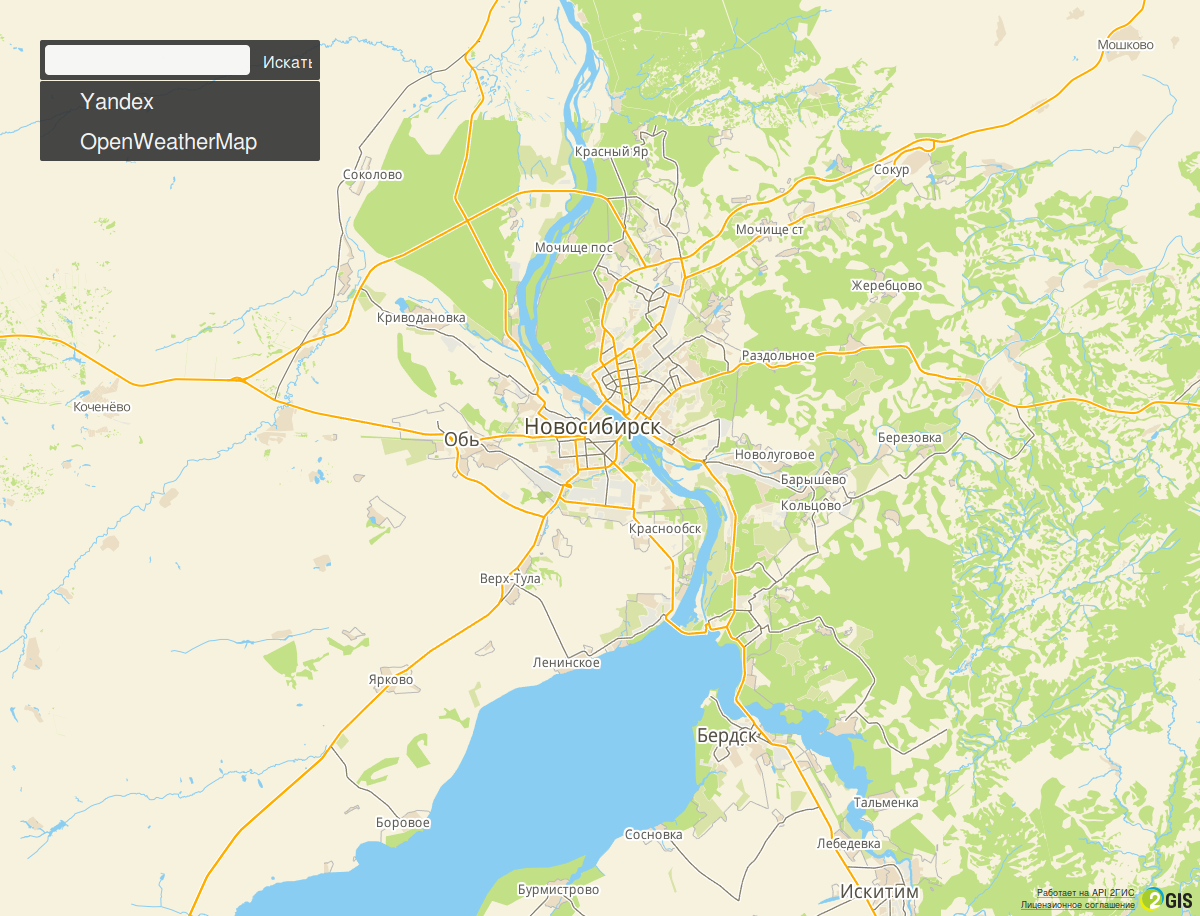 Искать
Yandex
OpenWeatherMap
Мошково
Красный Яр
Сокур
Соколово
Мочище ст
Мочище пос
Жеребцово
Криводановка
Раздольное
Коченёво
Новосибирск
Обь
Березовка
Новолуговое
Барышево
Кольцово
Краснообск
Верх-Тула
Ленинское
Ярково
Бердск
Тальменка
Боровое
Сосновка
Лебедевка
Бурмистрово
Искитим
Работает на API 2ГИС
Лицензионное соглашение
2GIS